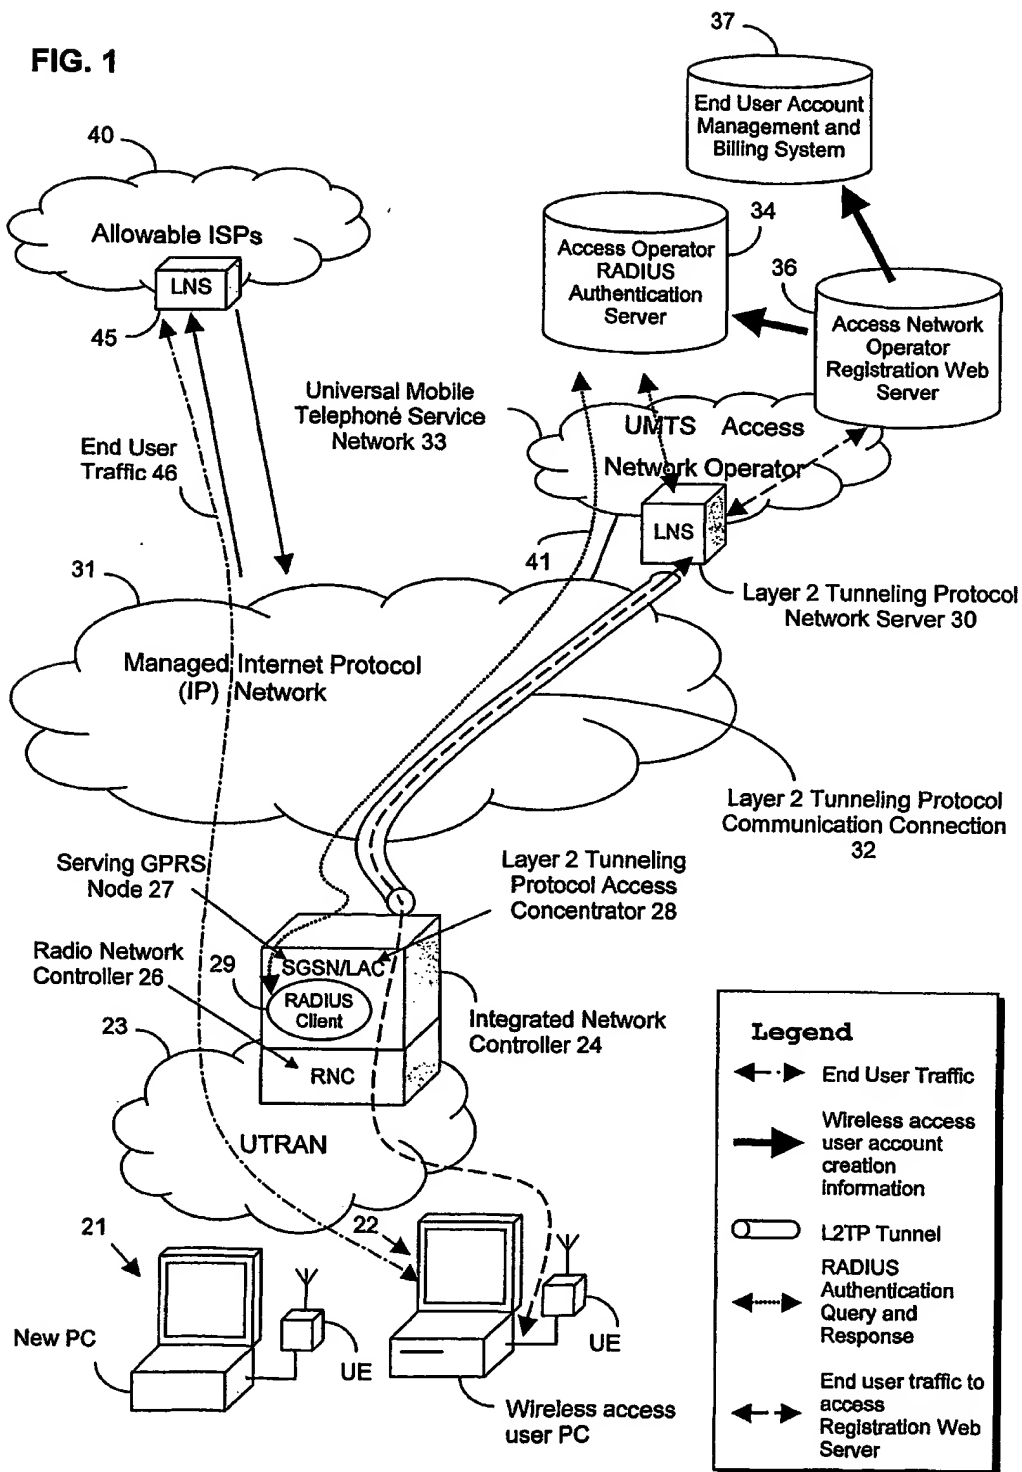 FIG. 1
37
End User Account
Management and
Billing System
40
Allowable ISPs
LNS
45
34
Access Operator
RADIUS
Authentication
Server
36
Access Network
Operator
Registration Web
Server
Universal Mobile
Telephone Service
Network 33
UMTS Access
Network Operator
LNS
End User
Traffic 46
41
31
Layer 2 Tunneling Protocol
Network Server 30
Managed Internet Protocol
(IP) Network
Layer 2 Tunneling Protocol
Communication Connection
32
Serving GPRS
Node 27
Layer 2 Tunneling
Protocol Access
Concentrator 28
Radio Network
Controller 26
29
SGSN/LAC
RADIUS
Client
Integrated Network
Controller 24
23
RNC
UTRAN
21
22
New PC
UE
UE
Wireless access
user PC
Legend
End User Traffic
Wireless access
user account
creation
information
L2TP Tunnel
RADIUS
Authentication
Query and
Response
End user traffic to
access
Registration Web
Server